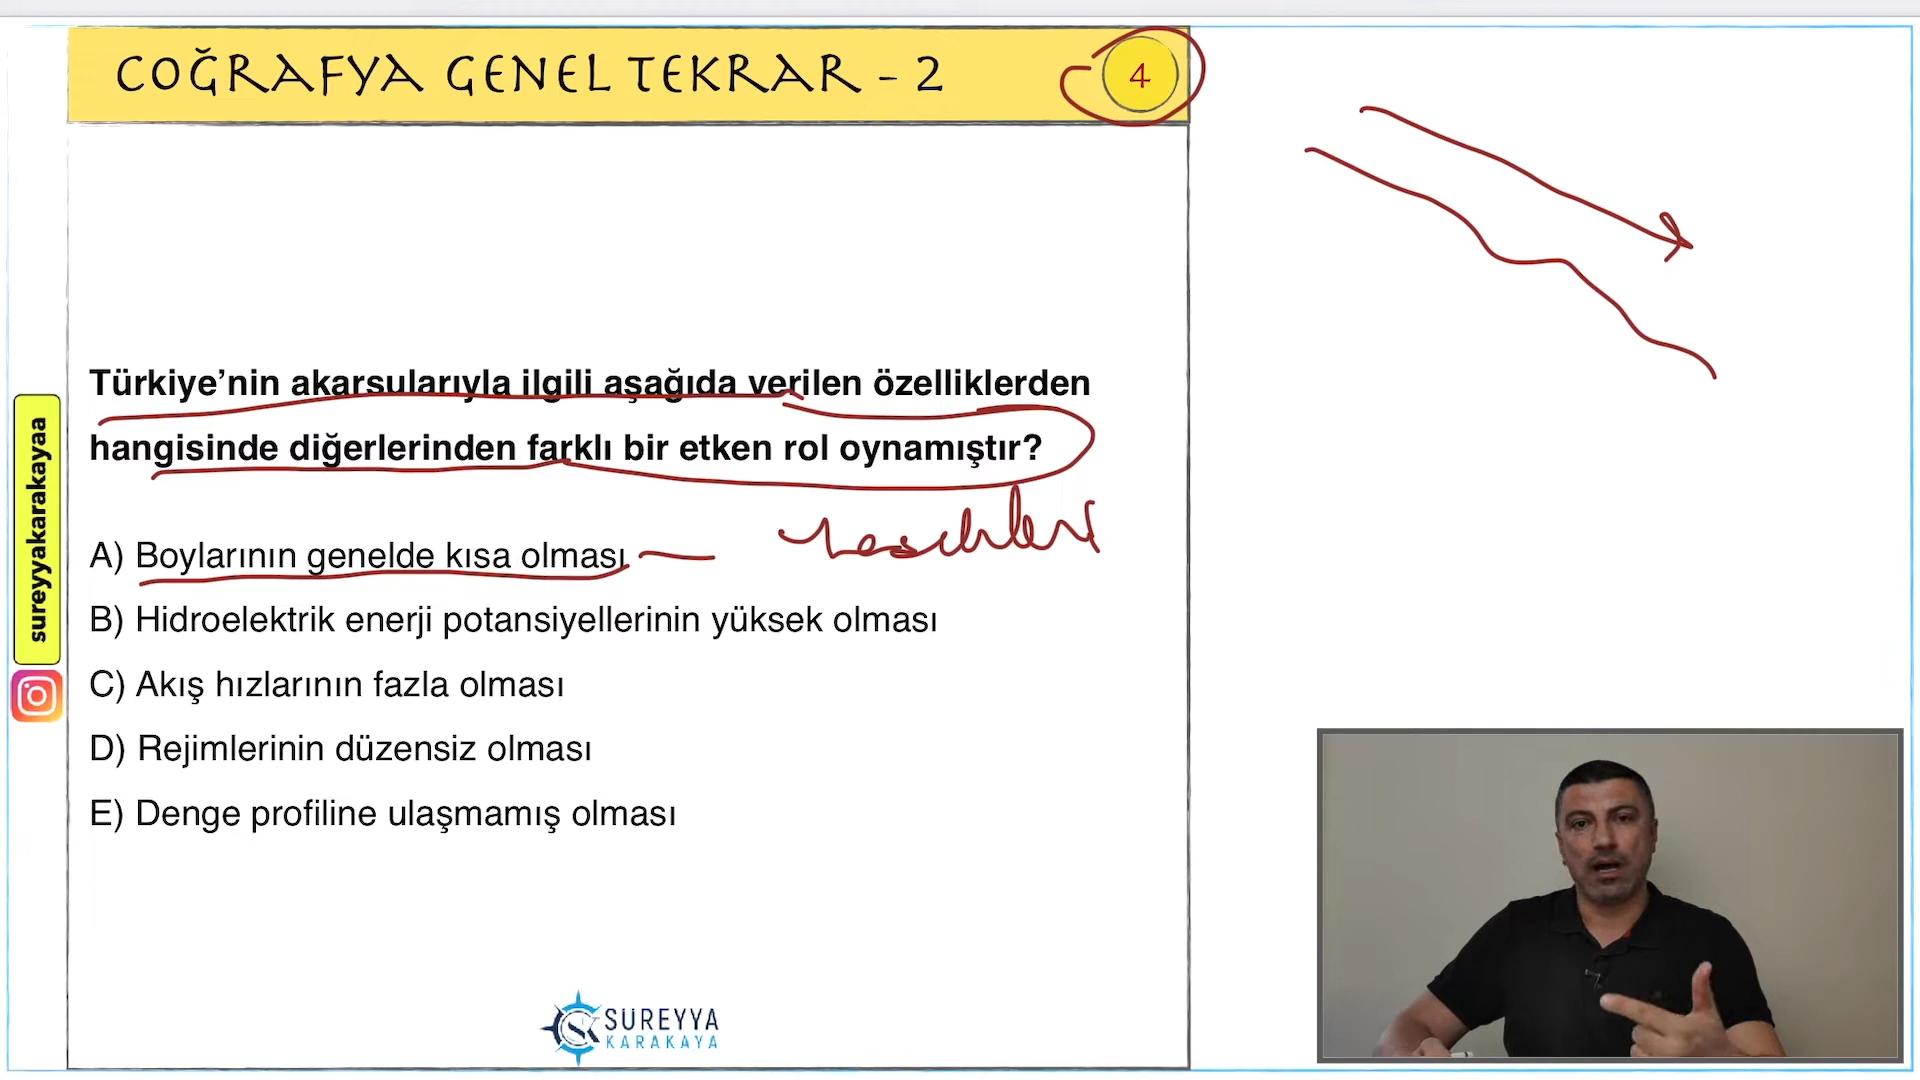 COĞRAFYA GENEL TEKRAR - 2
4
Türkiye’nin akarsularıyla ilgili aşağıda verilen özelliklerden
hangisinde diğerlerinden farklı bir etken rol oynamıştır?
A) Boylarının genelde kısa olması
B) Hidroelektrik enerji potansiyellerinin yüksek olması
C) Akış hızlarının fazla olması
D) Rejimlerinin düzensiz olması
E) Denge profiline ulaşmamış olması
sureyyakarakayaa
SUREYYA
KARAKAYA